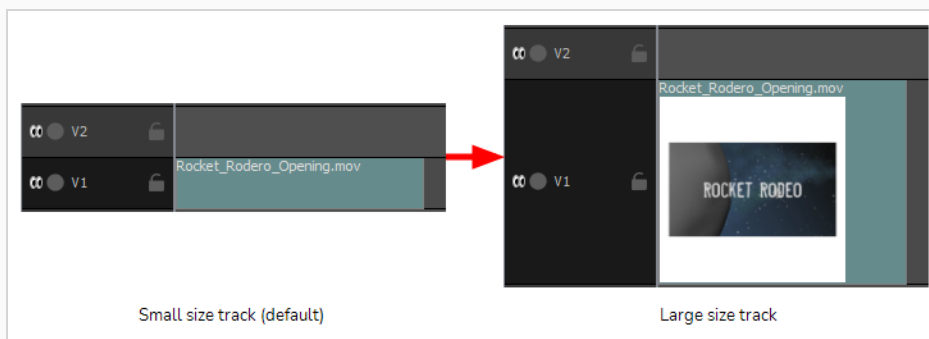 V2
Rocket_Rodero_Opening.mov
V1
Small size track (default)
V2
Rocket_Rodero_Opening.mov
V1
ROCKET RODEO
Large size track